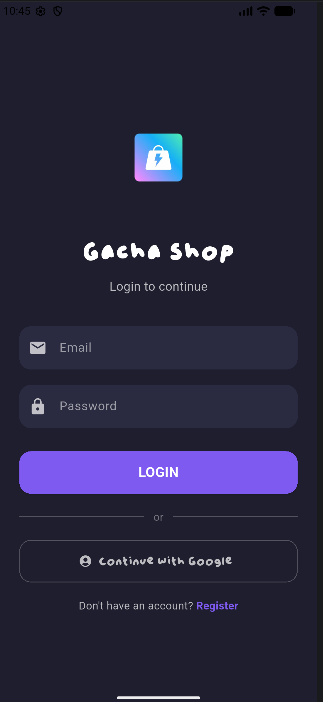 10:45
Gacha Shop
Login to continue
Email
Password
LOGIN
or
Continue with Google
Don't have an account? Register